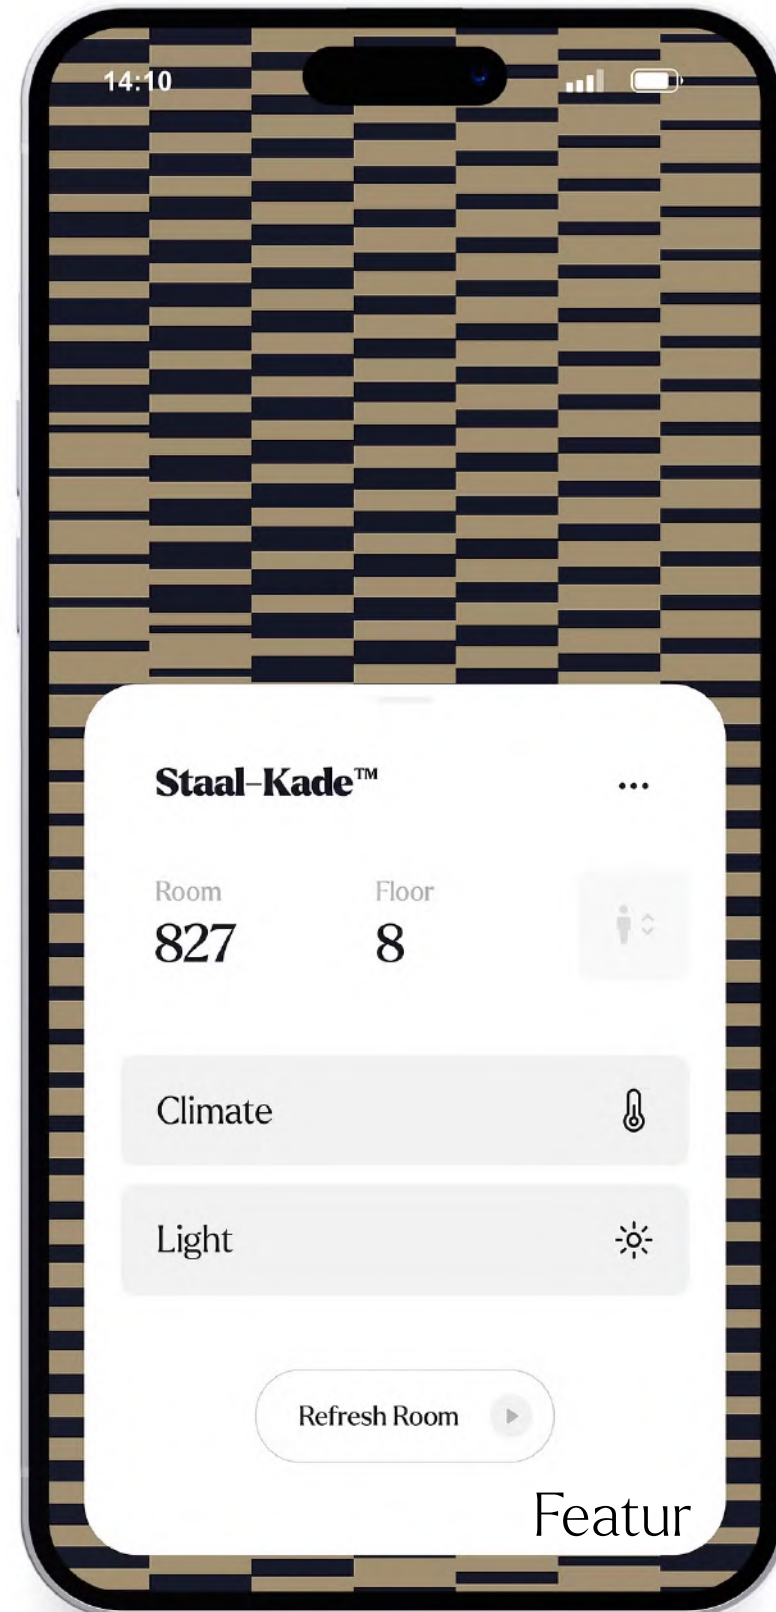 14:10
Staal-Kade™
Room
Floor
827
8
Climate
Light
Refresh Room
Featur